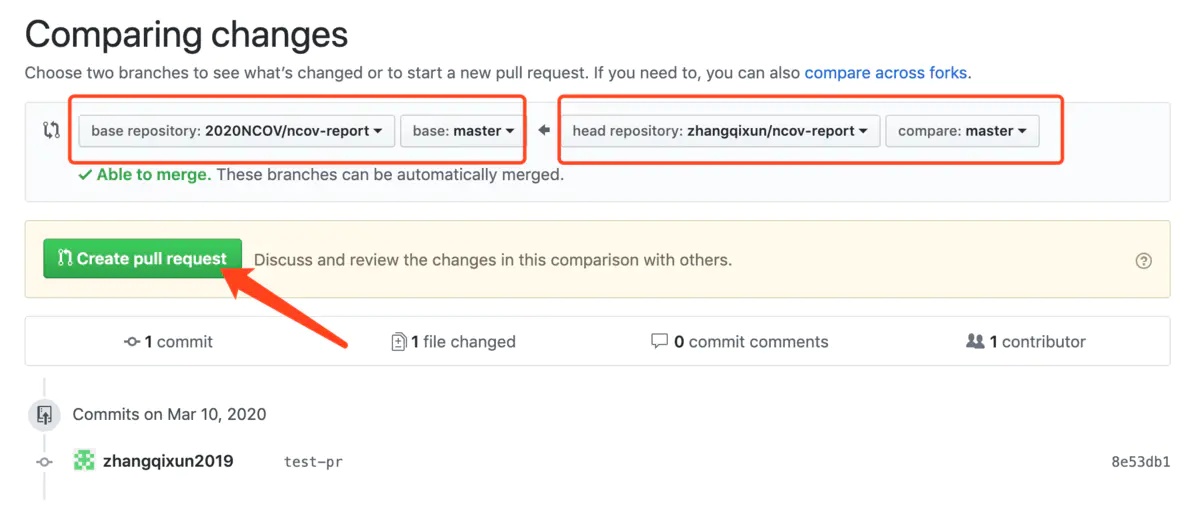 Comparing changes
Choose two branches to see what's changed or to start a new pull request. If you need to, you can also compare across forks.
base repository: 2020NCOV/ncov-report base: master head repository: zhangqixun/ncov-report compare: master
Able to merge. These branches can be automatically merged.
Create pull request Discuss and review the changes in this comparison with others. ?
1 commit 1 file changed 0 commit comments 1 contributor
Commits on Mar 10, 2020
zhangqixun2019 test-pr 8e53db1